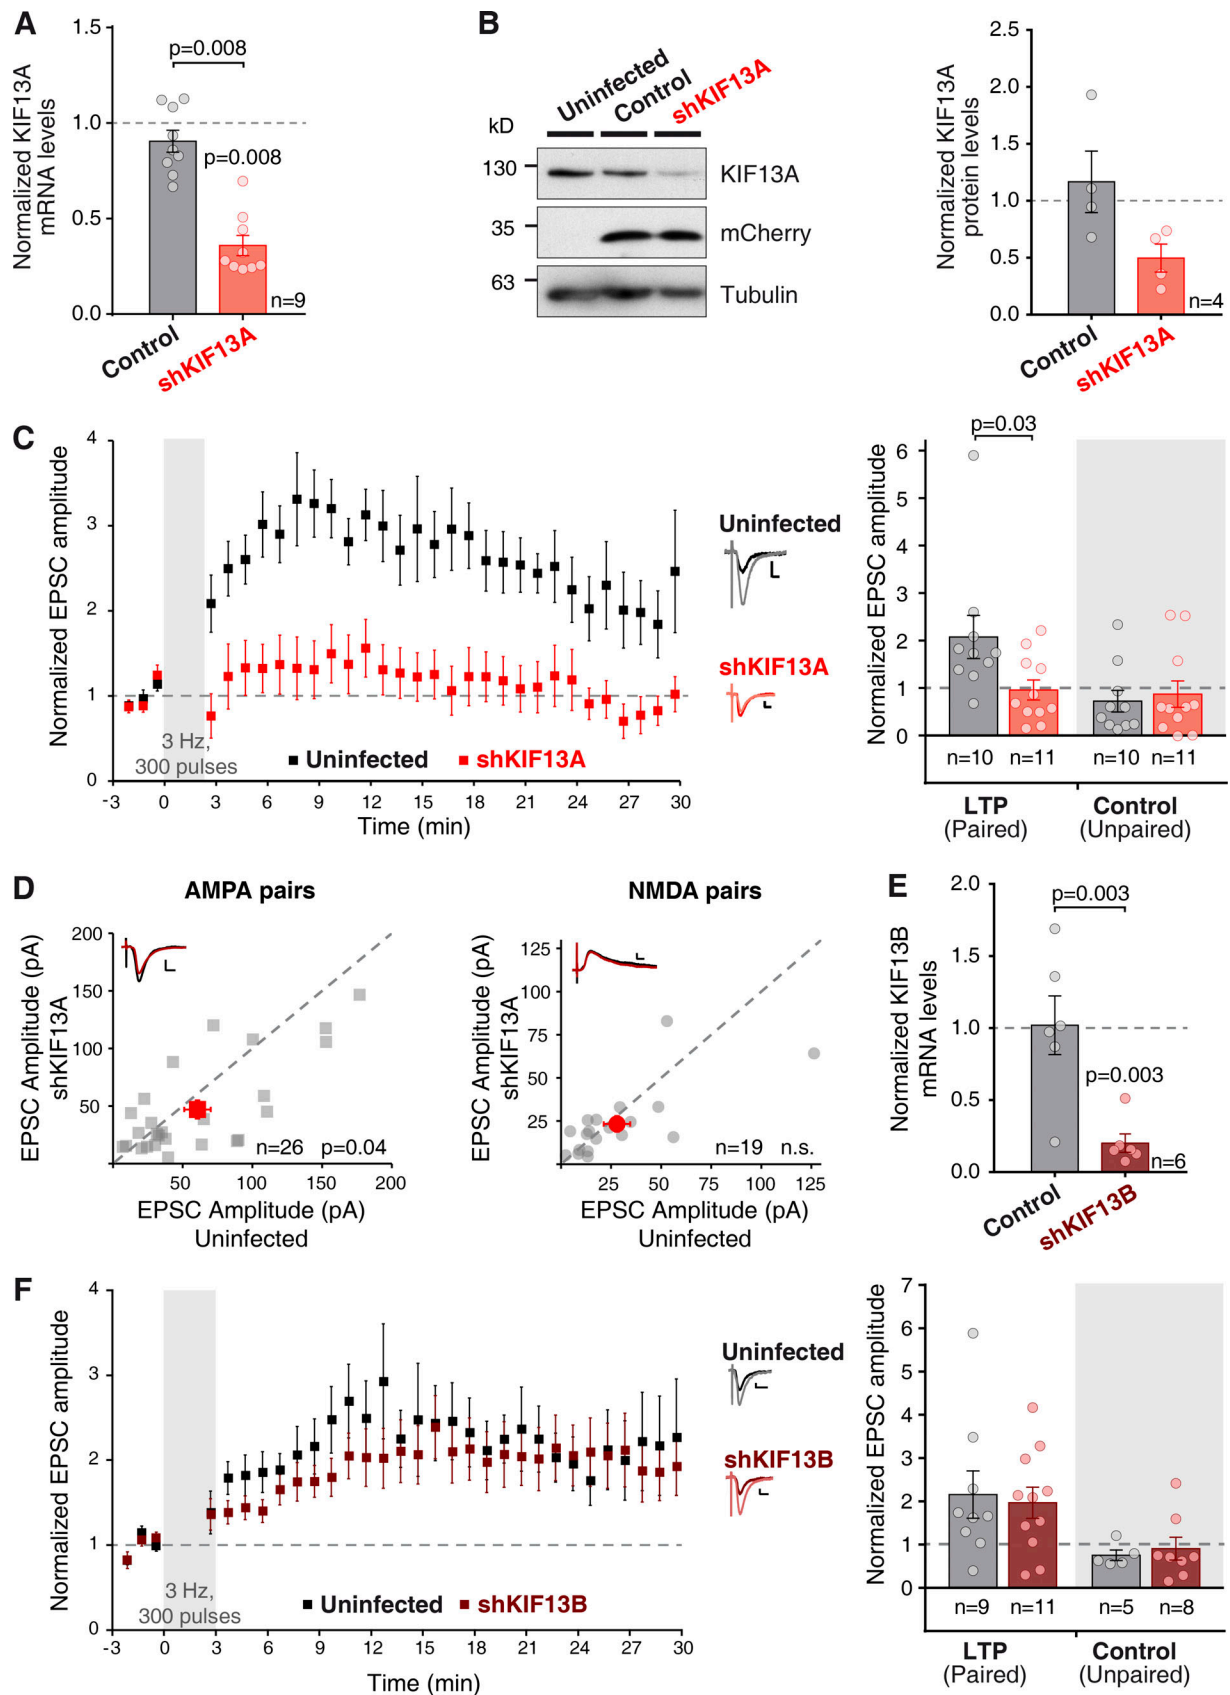 A
Normalized KIF13A
mRNA levels
1.5
1.0
0.5
0.0
p=0.008
p=0.008
n=9
Control
shKIF13A
B
Uninfected
Control
shKIF13A
kD
130
KIF13A
35
mCherry
63
Tubulin
Normalized KIF13A
protein levels
2.5
2.0
1.5
1.0
0.5
0.0
n=4
Control
shKIF13A
C
Normalized EPSC amplitude
4
3
2
1
0
3 Hz,
300 pulses
Uninfected
shKIF13A
-3 0 3 6 9 12 15 18 21 24 27 30
Time (min)
Uninfected
shKIF13A
Normalized EPSC amplitude
6
5
4
3
2
1
0
p=0.03
n=10 n=11 n=10 n=11
LTP Control
(Paired) (Unpaired)
D
AMPA pairs
EPSC Amplitude (pA)
shKIF13A
200
150
100
50
n=26 p=0.04
50 100 150 200
EPSC Amplitude (pA)
Uninfected
NMDA pairs
EPSC Amplitude (pA)
shKIF13A
125
100
75
50
25
n=19 n.s.
25 50 75 100 125
EPSC Amplitude (pA)
Uninfected
E
Normalized KIF13B
mRNA levels
2.0
1.5
1.0
0.5
0.0
p=0.003
p=0.003
n=6
Control
shKIF13B
F
Normalized EPSC amplitude
4
3
2
1
0
3 Hz,
300 pulses
Uninfected
shKIF13B
-3 0 3 6 9 12 15 18 21 24 27 30
Time (min)
Uninfected
shKIF13B
Normalized EPSC amplitude
7
6
5
4
3
2
1
0
n=9 n=11 n=5 n=8
LTP Control
(Paired) (Unpaired)